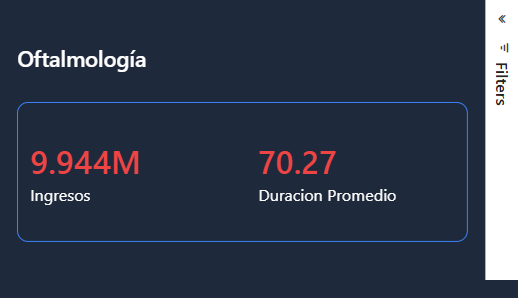 Oftalmología
9.944M
Ingresos
70.27
Duracion Promedio
Filters